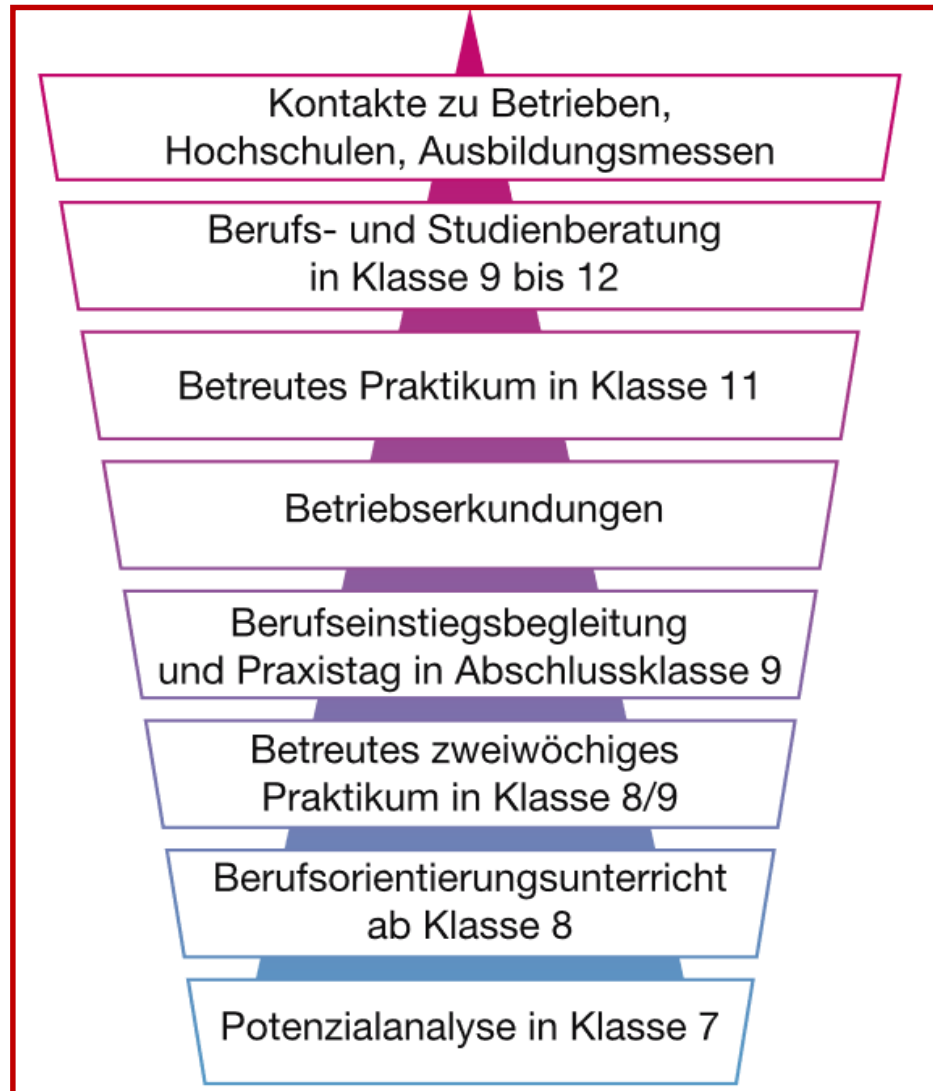 Kontakte zu Betrieben,
Hochschulen, Ausbildungsmessen
Berufs- und Studienberatung
in Klasse 9 bis 12
Betreutes Praktikum in Klasse 11
Betriebserkundungen
Berufseinstiegsbegleitung
und Praxistag in Abschlussklasse 9
Betreutes zweiwöchiges
Praktikum in Klasse 8/9
Berufsorientierungsunterricht
ab Klasse 8
Potenzialanalyse in Klasse 7